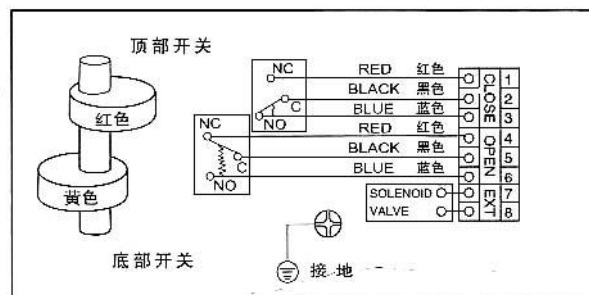 顶部开关
红色
黄色
底部开关
NC
C
NO
NC
C
NO
RED 红色
BLACK 黑色
BLUE 蓝色
RED 红色
BLACK 黑色
BLUE 蓝色
SOLENOID
VALVE
CLOSE
OPEN
EXT
1
2
3
4
5
6
7
8
接地